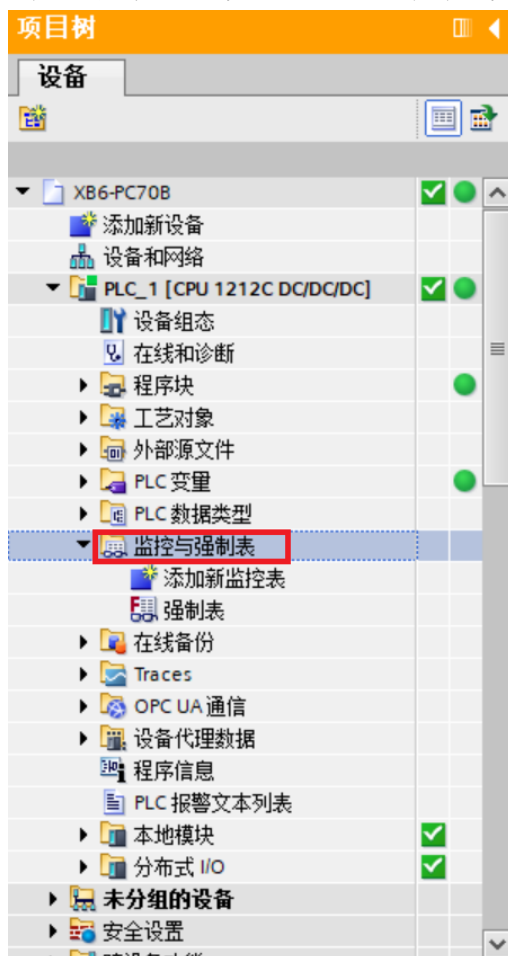 项目树
设备
XB6-PC70B
添加新设备
设备和网络
PLC_1 [CPU 1212C DC/DC/DC]
设备组态
在线和诊断
程序块
工艺对象
外部源文件
PLC 变量
PLC 数据类型
监控与强制表
添加新监控表
强制表
在线备份
Traces
OPC UA 通信
设备代理数据
程序信息
PLC 报警文本列表
本地模块
分布式 I/O
未分组的设备
安全设置